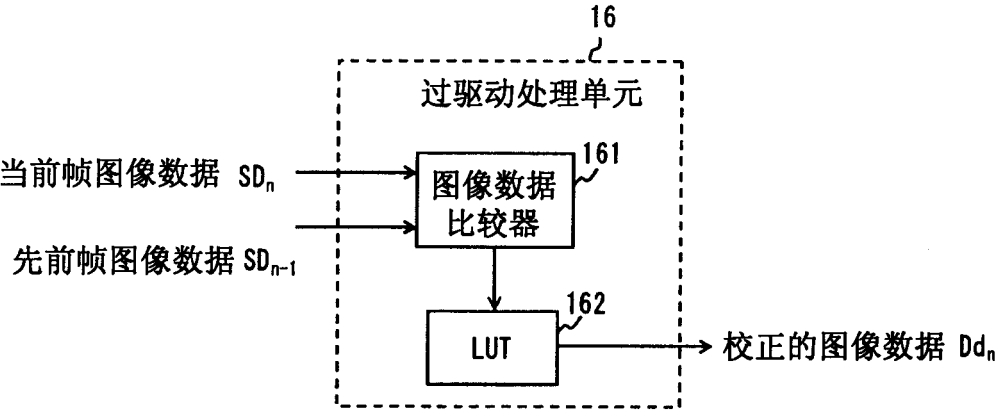 16
过驱动处理单元
当前帧图像数据 SDn
161
图像数据
比较器
先前帧图像数据 SDn-1
162
LUT
校正的图像数据 Ddn